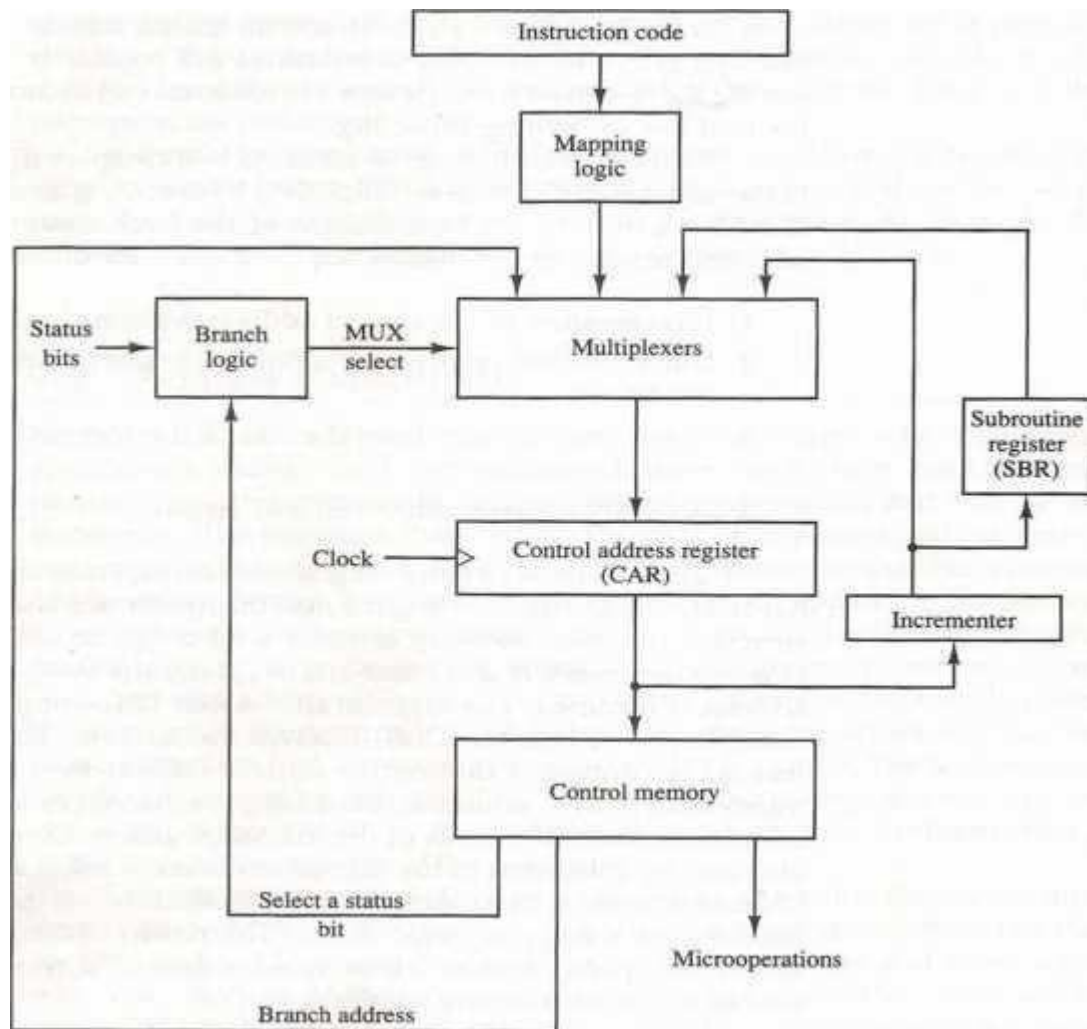 Instruction code
Mapping
logic
Status
bits
Branch
logic
MUX
select
Multiplexers
Subroutine
register
(SBR)
Clock
Control address register
(CAR)
Incrementer
Control memory
Select a status
bit
Microoperations
Branch address